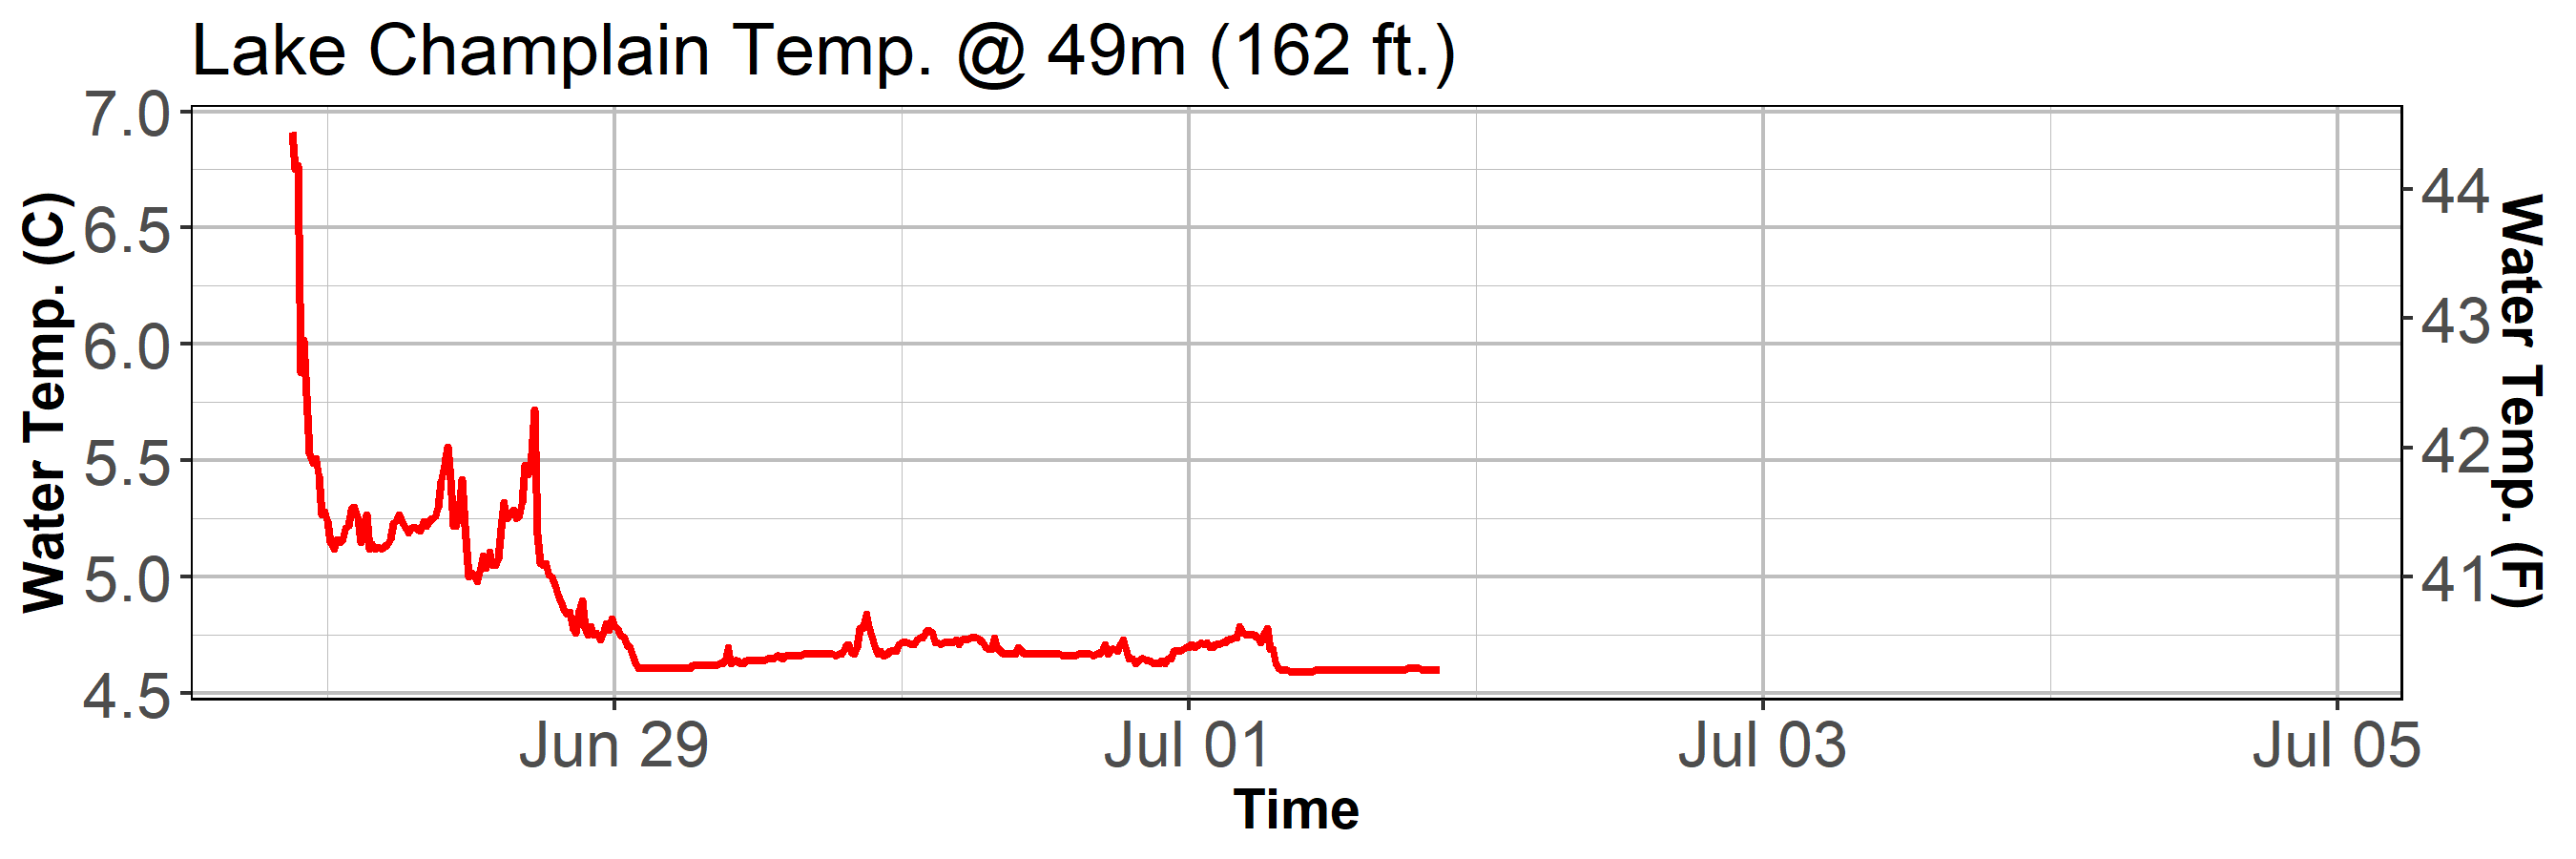 Lake Champlain Temp. @ 49m (162 ft.)
Water Temp. (C)
7.0
6.5
6.0
5.5
5.0
4.5
44
43
42
41
Water Temp. (F)
Jun 29 Jul 01 Jul 03 Jul 05
Time